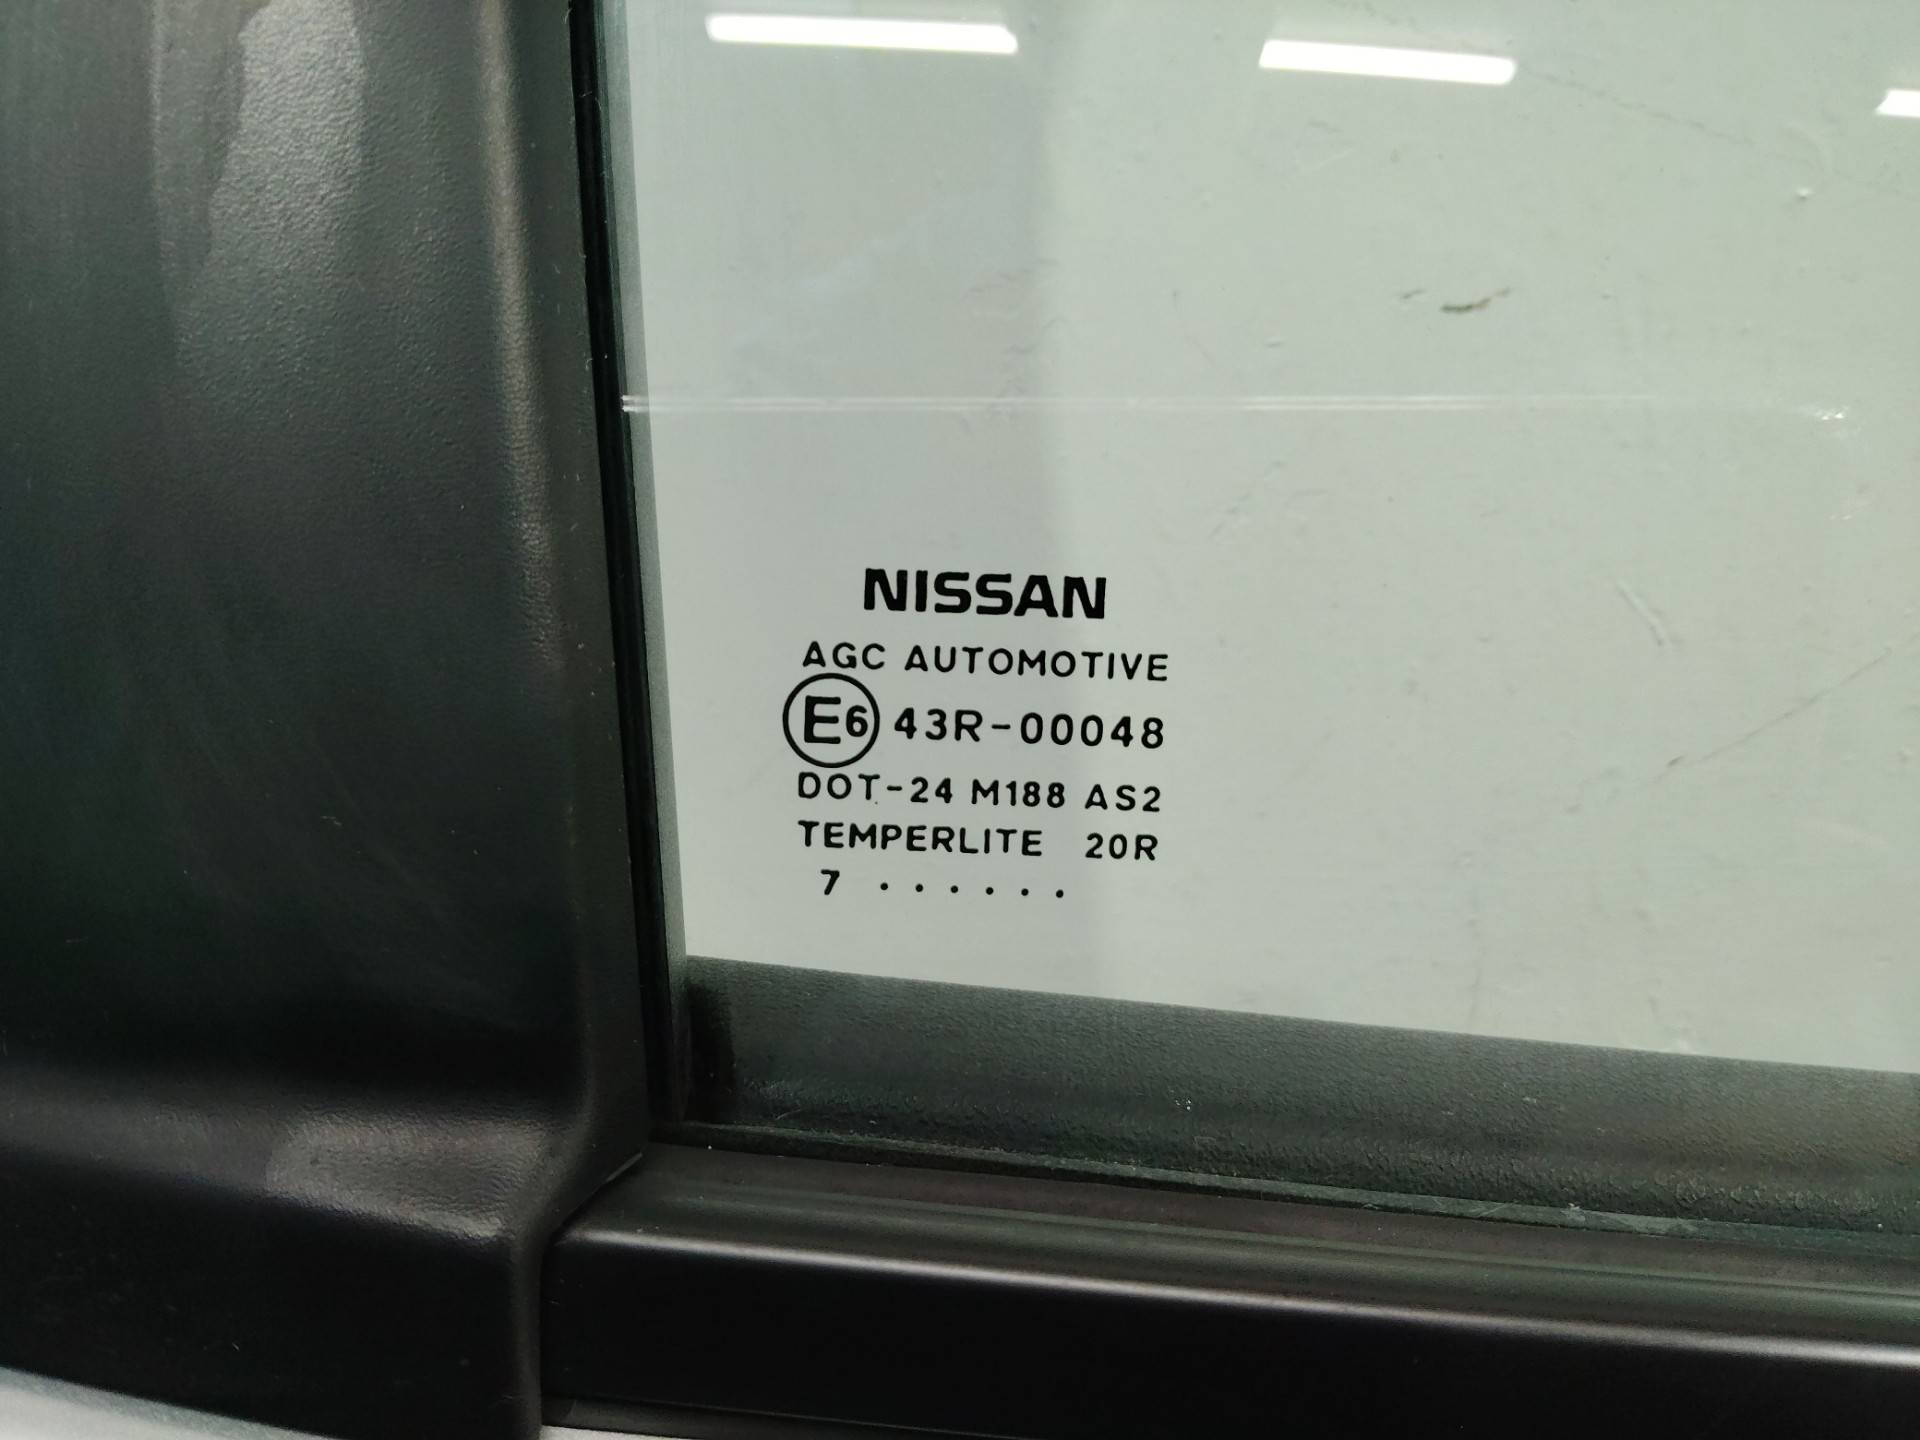 NISSAN
AGC AUTOMOTIVE
E6 43R-00048
DOT-24 M188 AS2
TEMPERLITE 20R
7 . . . . . .